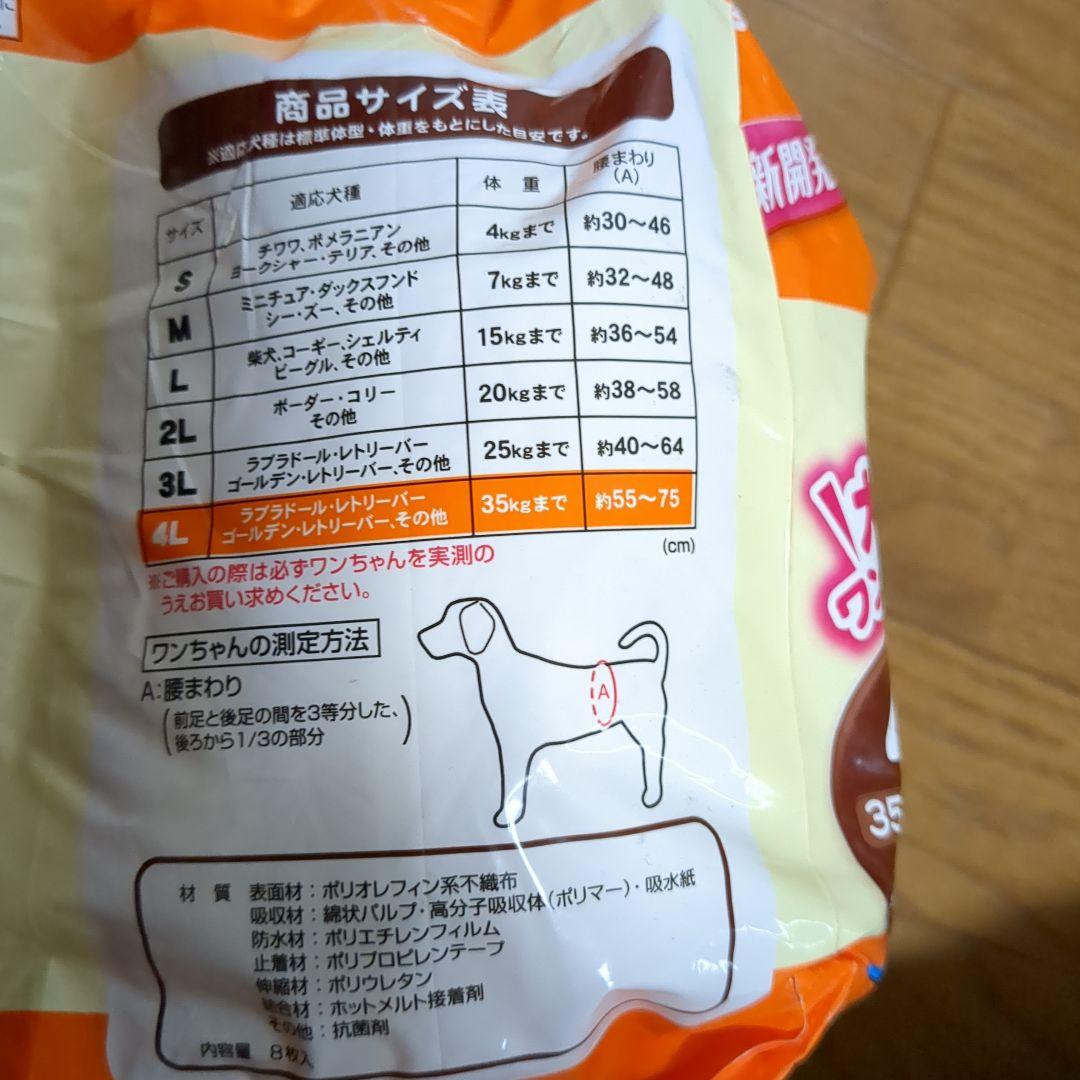 商品サイズ表
※適応犬種は標準体型・体重をもとにした目安です。
サイズ 適応犬種 体重 腰まわり(A)
S チワワ、ポメラニアン ヨークシャー・テリア、その他 4kgまで 約30〜46
M ミニチュア・ダックスフンド シー・ズー、その他 7kgまで 約32〜48
L 柴犬、コーギー、シェルティ ビーグル、その他 15kgまで 約36〜54
2L ボーダー・コリー その他 20kgまで 約38〜58
3L ラブラドール・レトリーバー ゴールデン・レトリーバー、その他 25kgまで 約40〜64
4L ラブラドール・レトリーバー ゴールデン・レトリーバー、その他 35kgまで 約55〜75
(cm)
※ご購入の際は必ずワンちゃんを実測の
うえお買い求めください。
ワンちゃんの測定方法
A:腰まわり
(前足と後足の間を3等分した、
後ろから1/3の部分)
A
材質 表面材:ポリオレフィン系不織布
吸収材:綿状パルプ・高分子吸収体(ポリマー)・吸水紙
防水材:ポリエチレンフィルム
止着材:ポリプロピレンテープ
伸縮材:ポリウレタン
結合材:ホットメルト接着剤
その他:抗菌剤
内容量 8枚入
新開発
35